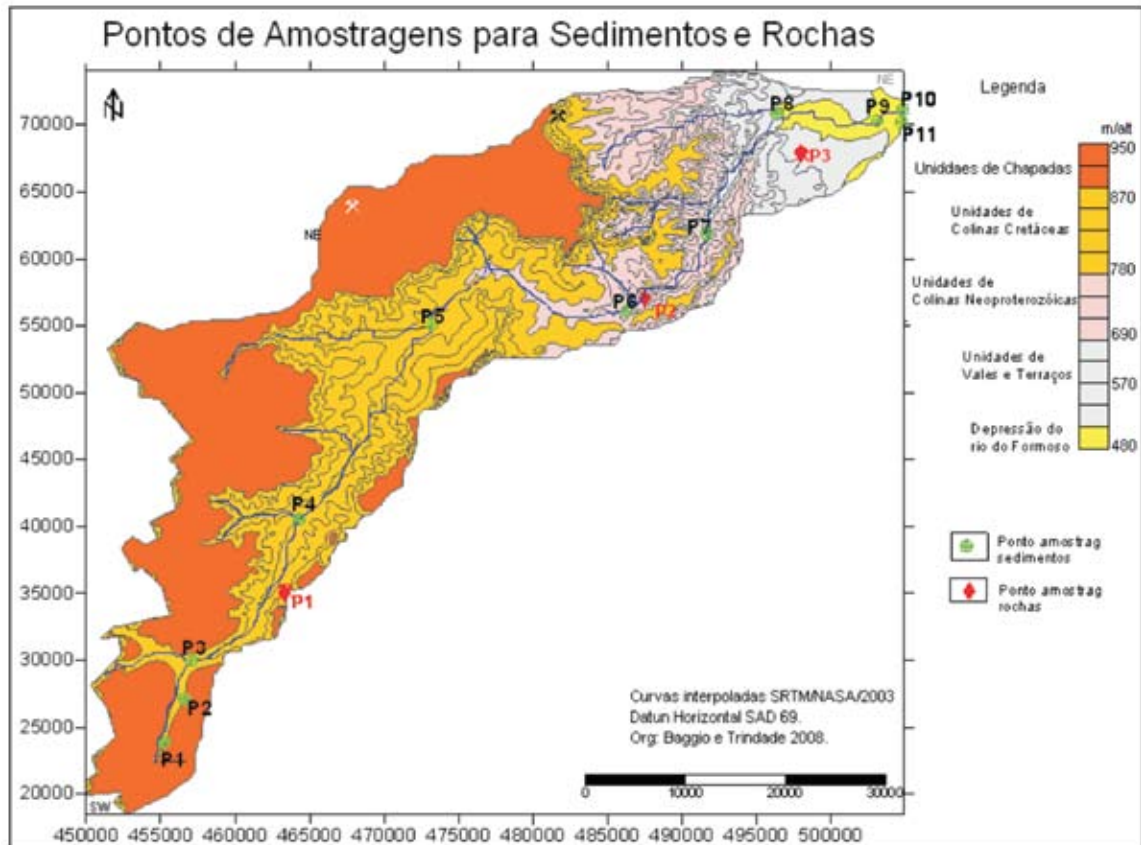 Pontos de Amostragens para Sedimentos e Rochas
N
NE
Legenda
m/alt
950
Uniddaes de Chapadas
870
Unidades de
Colinas Cretáceas
780
Unidades de
Colinas Neoproterozóicas
690
Unidades de
Vales e Terraços
570
Depressão do
rio do Formoso
480
Ponto amostrag
sedimentos
Ponto amostrag
rochas
70000
65000
60000
55000
50000
45000
40000
35000
30000
25000
20000
P8
P9
P10
P11
P3
P7
NE
P6
P2
P5
P4
P1
P3
P2
P1
SW
Curvas interpoladas SRTM/NASA/2003
Datun Horizontal SAD 69.
Org: Baggio e Trindade 2008.
0 10000 20000 30000
450000 455000 460000 465000 470000 475000 480000 485000 490000 495000 500000